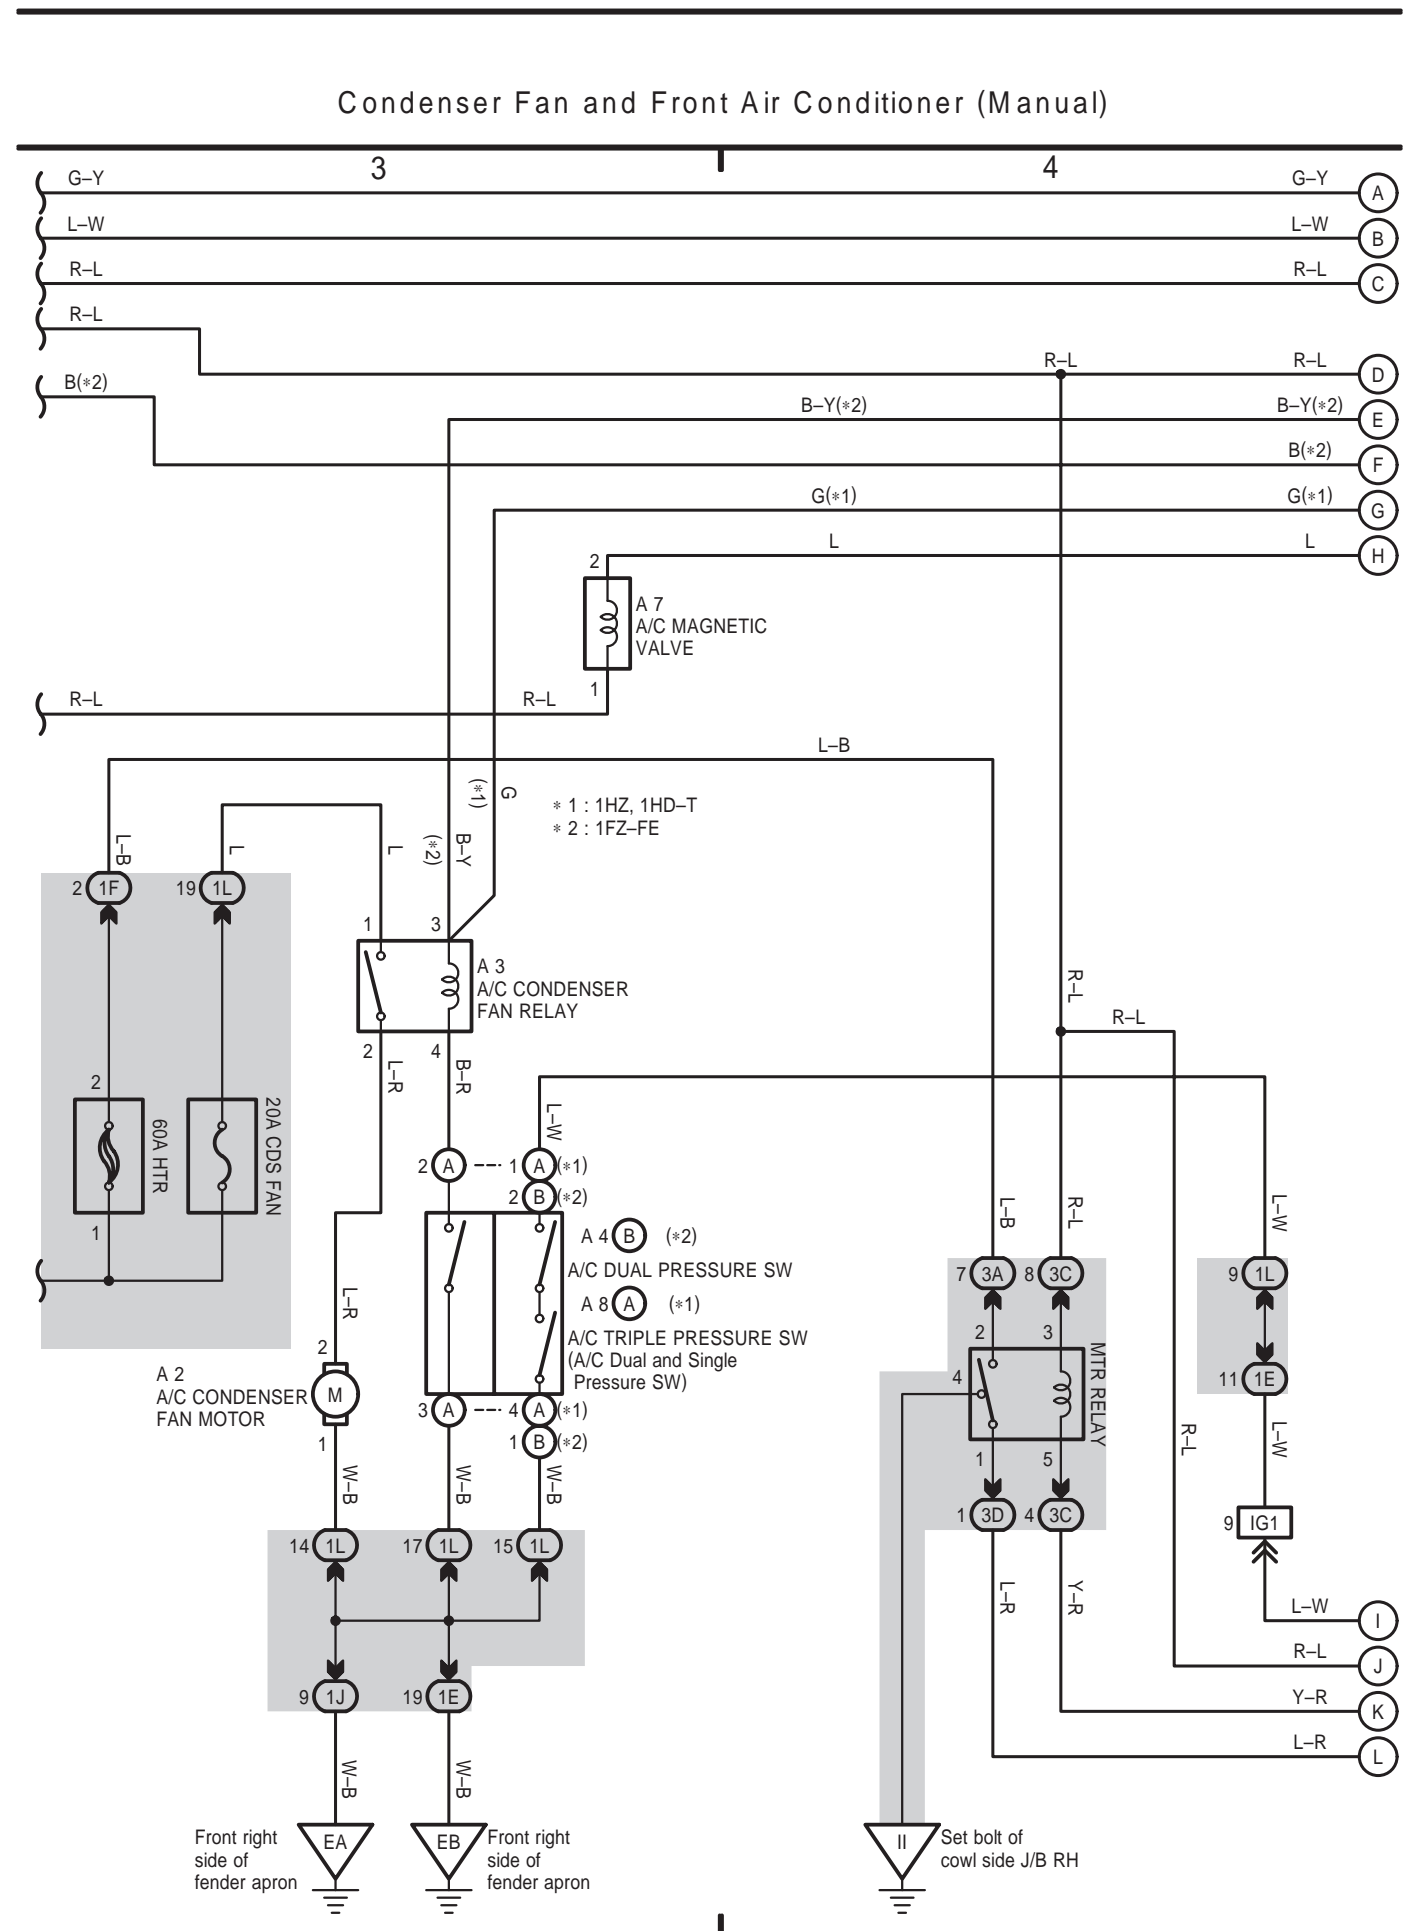 Condenser Fan and Front Air Conditioner (Manual)
3
4
G–Y
G–Y
A
L–W
L–W
B
R–L
R–L
C
R–L
R–L
R–L
D
B(∗2)
B–Y(∗2)
B–Y(∗2)
E
B(∗2)
F
G(∗1)
G(∗1)
G
L
L
H
2
A 7
A/C MAGNETIC
VALVE
1
R–L
R–L
L–B
G
(∗1)
∗ 1 : 1HZ, 1HD–T
∗ 2 : 1FZ–FE
L–B
L
L
B–Y
(∗2)
2 1F
19 1L
1
3
A 3
A/C CONDENSER
FAN RELAY
2
4
L–R
B–R
R–L
R–L
2
60A HTR
20A CDS FAN
1
L–W
2 A
1 A (∗1)
2 B (∗2)
A 4 B (∗2)
A/C DUAL PRESSURE SW
A 8 A (∗1)
A/C TRIPLE PRESSURE SW
(A/C Dual and Single
Pressure SW)
L–B
R–L
L–W
7 3A
8 3C
9 1L
L–R
2
A 2
A/C CONDENSER
FAN MOTOR
M
1
3 A
4 A (∗1)
1 B (∗2)
2
3
4
MTR RELAY
1
5
11 1E
R–L
L–W
W–B
W–B
W–B
1 3D
4 3C
9 IG1
14 1L
17 1L
15 1L
L–R
Y–R
L–W
I
R–L
J
9 1J
19 1E
Y–R
K
L–R
L
W–B
W–B
Front right
side of
fender apron
EA
EB
Front right
side of
fender apron
II
Set bolt of
cowl side J/B RH